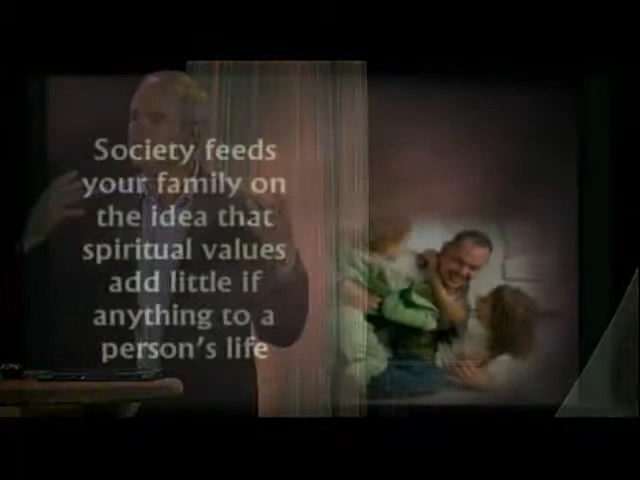 Society feeds
your family on
the idea that
spiritual values
add little if
anything to a
person's life